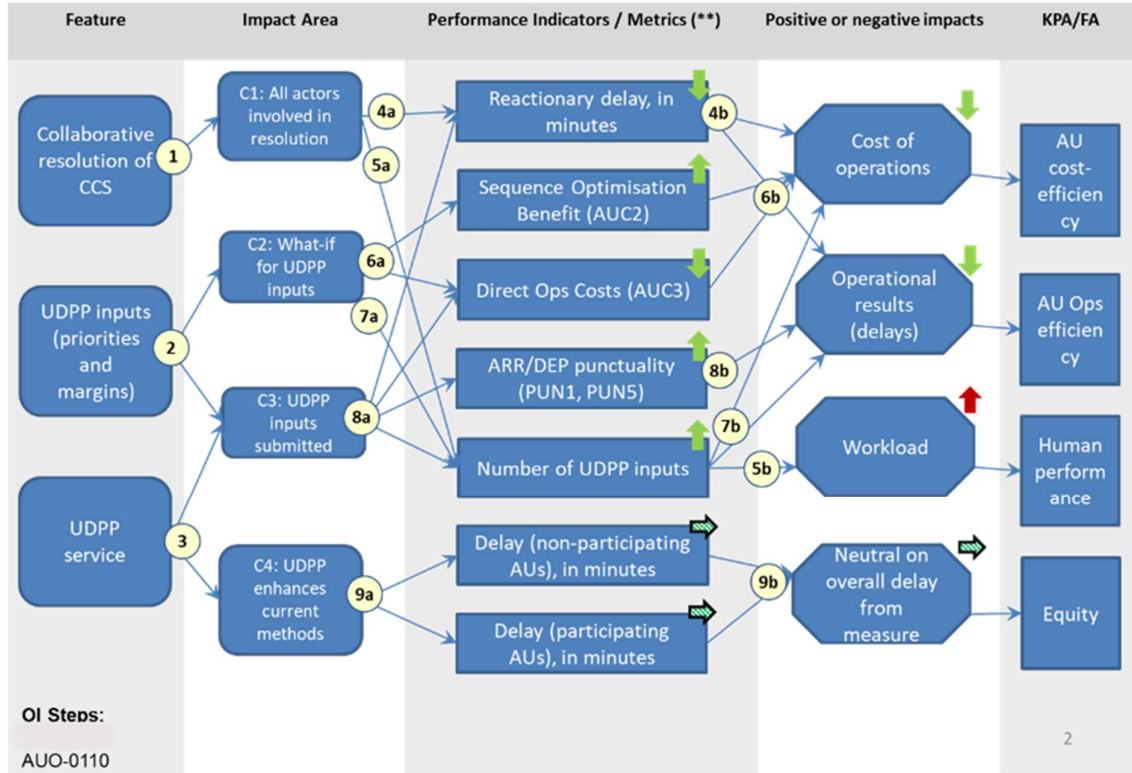 Feature
Impact Area
Performance Indicators / Metrics (**)
Positive or negative impacts
KPA/FA
Collaborative
resolution of
CCS
1
UDPP inputs
(priorities
and
margins)
2
UDPP
service
3
C1: All actors
involved in
resolution
4a
5a
C2: What-if
for UDPP
inputs
6a
7a
C3: UDPP
inputs
submitted
8a
C4: UDPP
enhances
current
methods
9a
Reactionary delay, in
minutes
4b
Sequence Optimisation
Benefit (AUC2)
6b
Direct Ops Costs (AUC3)
ARR/DEP punctuality
(PUN1, PUN5)
8b
7b
Number of UDPP inputs
5b
Delay (non-participating
AUs), in minutes
9b
Delay (participating
AUs), in minutes
Cost of
operations
Operational
results
(delays)
Workload
Neutral on
overall delay
from
measure
AU
cost-
efficien
cy
AU Ops
efficien
cy
Human
perform
ance
Equity
OI Steps:
AUO-0110
2